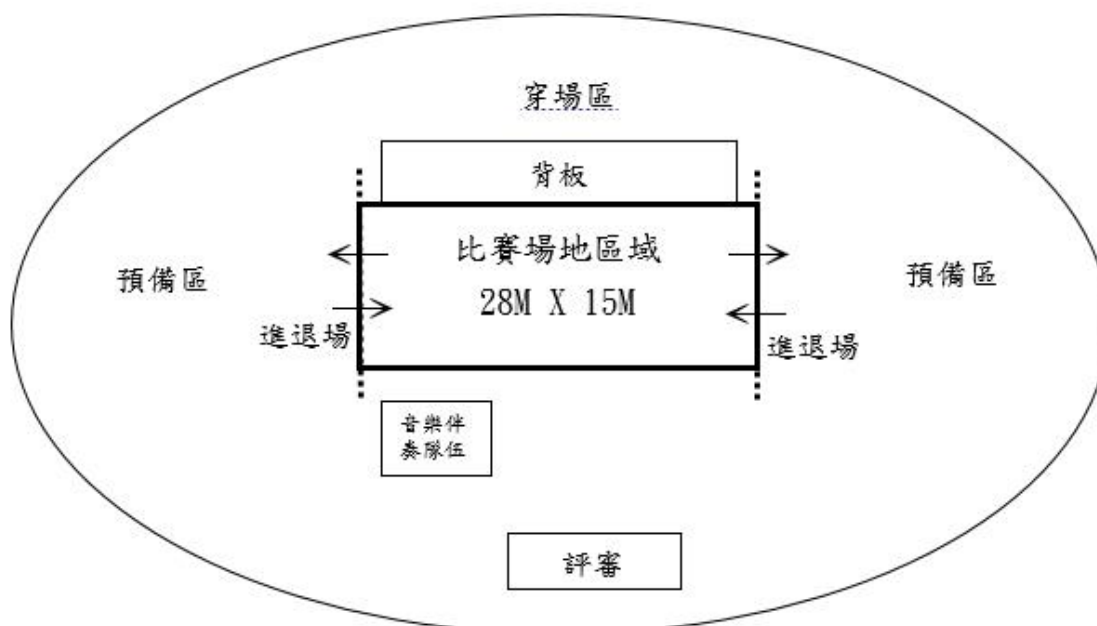 穿場區
背板
比賽場地區域
28M X 15M
預備區
預備區
進退場
進退場
音樂伴
奏隊伍
評審